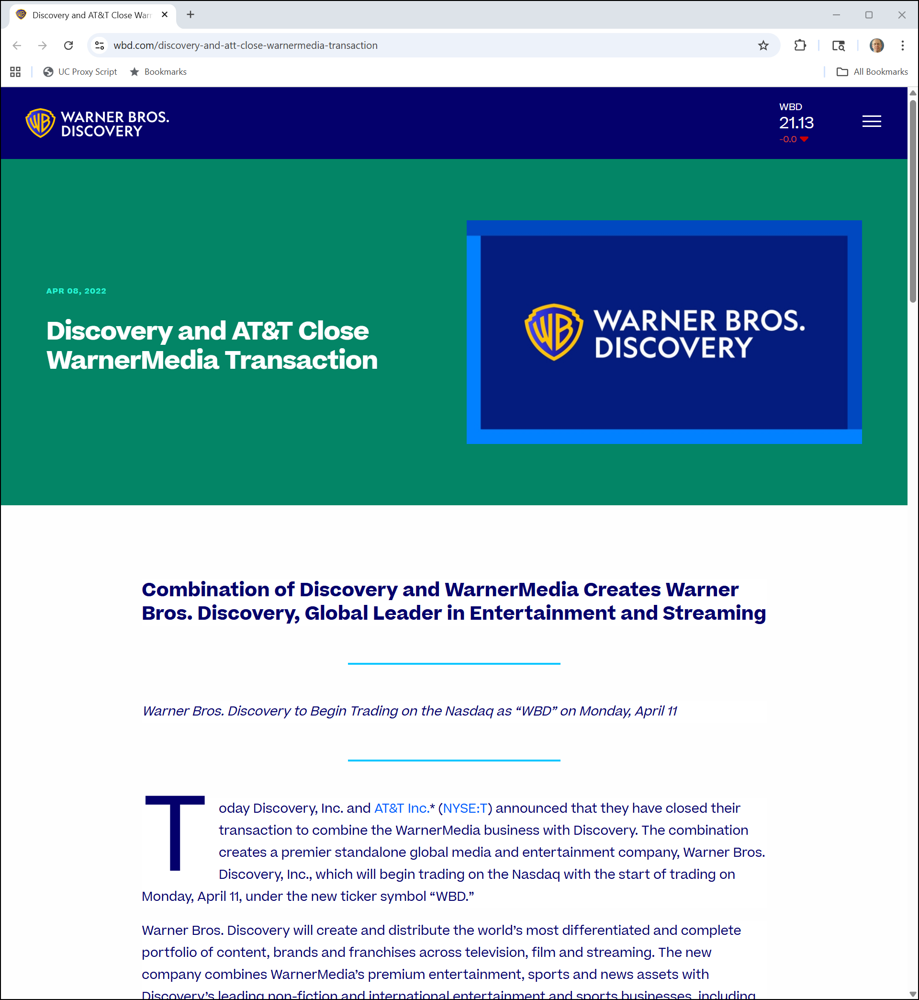 Discovery and AT&T Close Warn
wbd.com/discovery-and-att-close-warnermedia-transaction
UC Proxy Script
Bookmarks
All Bookmarks
WARNER BROS.
DISCOVERY
WBD
21.13
-0.0
APR 08, 2022
Discovery and AT&T Close
WarnerMedia Transaction
WB
WARNER BROS.
DISCOVERY
Combination of Discovery and WarnerMedia Creates Warner
Bros. Discovery, Global Leader in Entertainment and Streaming
Warner Bros. Discovery to Begin Trading on the Nasdaq as “WBD” on Monday, April 11
Today Discovery, Inc. and AT&T Inc.* (NYSE:T) announced that they have closed their
transaction to combine the WarnerMedia business with Discovery. The combination
creates a premier standalone global media and entertainment company, Warner Bros.
Discovery, Inc., which will begin trading on the Nasdaq with the start of trading on
Monday, April 11, under the new ticker symbol “WBD.”
Warner Bros. Discovery will create and distribute the world’s most differentiated and complete
portfolio of content, brands and franchises across television, film and streaming. The new
company combines WarnerMedia’s premium entertainment, sports and news assets with
Discovery’s leading non-fiction and international entertainment and sports businesses, including